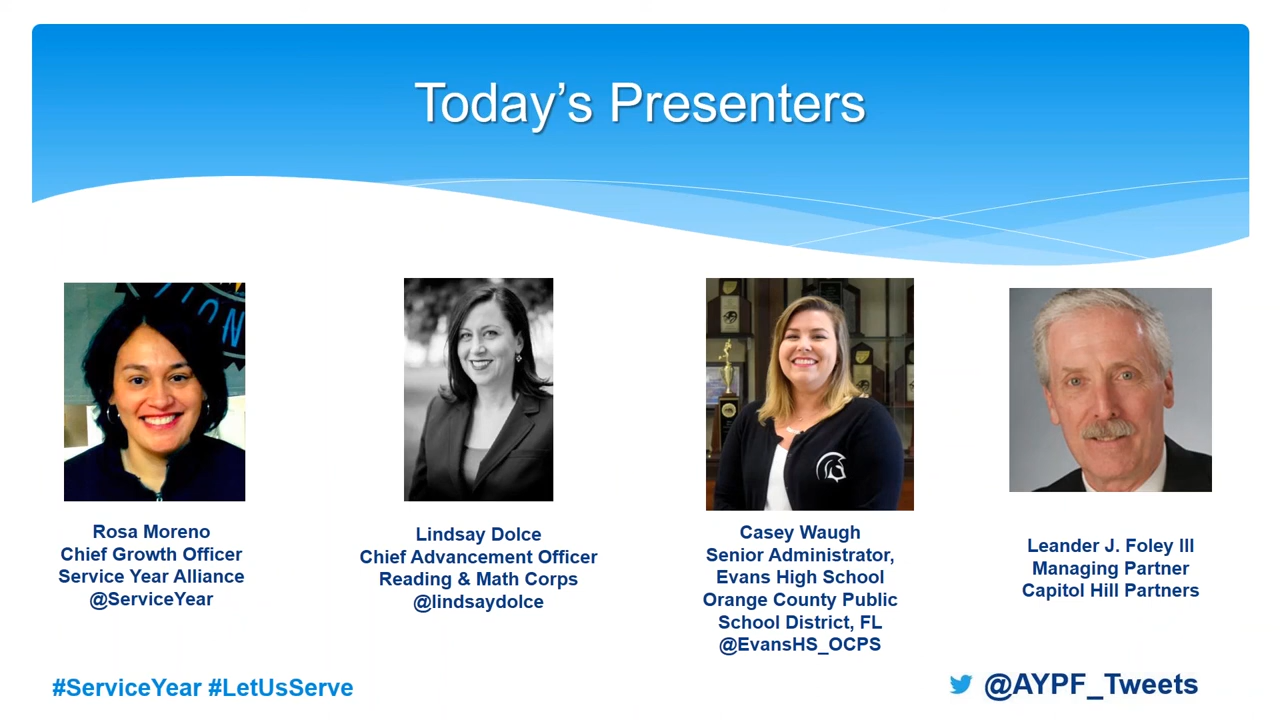 Today's Presenters
Rosa Moreno
Chief Growth Officer
Service Year Alliance
@ServiceYear
Lindsay Dolce
Chief Advancement Officer
Reading & Math Corps
@lindsaydolce
Casey Waugh
Senior Administrator,
Evans High School
Orange County Public
School District, FL
@EvansHS_OCPS
Leander J. Foley III
Managing Partner
Capitol Hill Partners
#ServiceYear #LetUsServe
@AYPF_Tweets